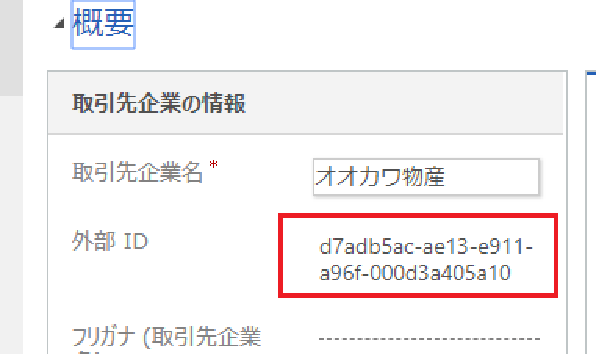 概要
取引先企業の情報
取引先企業名 *
オオカワ物産
外部 ID
d7adb5ac-ae13-e911-
a96f-000d3a405a10
フリガナ (取引先企業